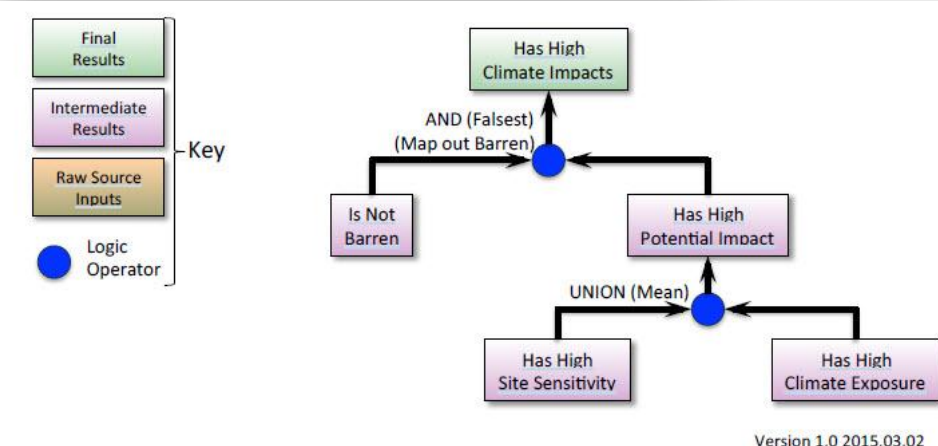 Final
Results
Intermediate
Results
Raw Source
Inputs
Logic
Operator
Key
Has High
Climate Impacts
AND (Falsest)
(Map out Barren)
Is Not
Barren
Has High
Potential Impact
UNION (Mean)
Has High
Site Sensitivity
Has High
Climate Exposure
Version 1.0 2015.03.02